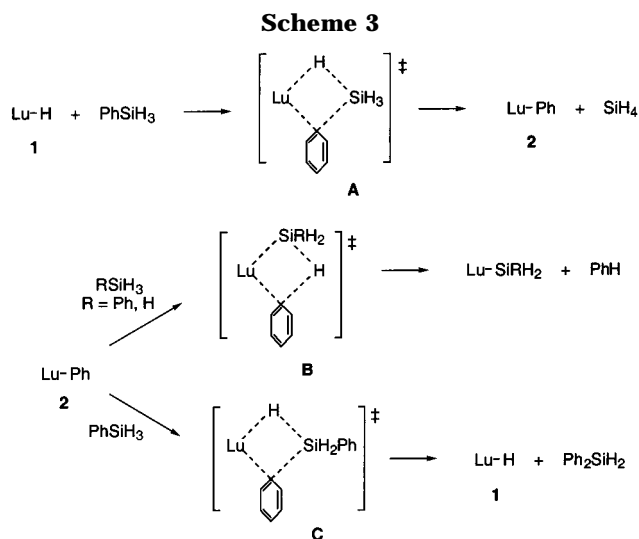 Scheme 3
Lu-H + PhSiH₃ → [ Lu H SiH₃ ]‡ → Lu-Ph + SiH₄
1 A 2
RSiH₃
R = Ph, H
[ Lu SiRH₂ H ]‡ → Lu-SiRH₂ + PhH
B
Lu-Ph
2
PhSiH₃
[ Lu H SiH₂Ph ]‡ → Lu-H + Ph₂SiH₂
C 1